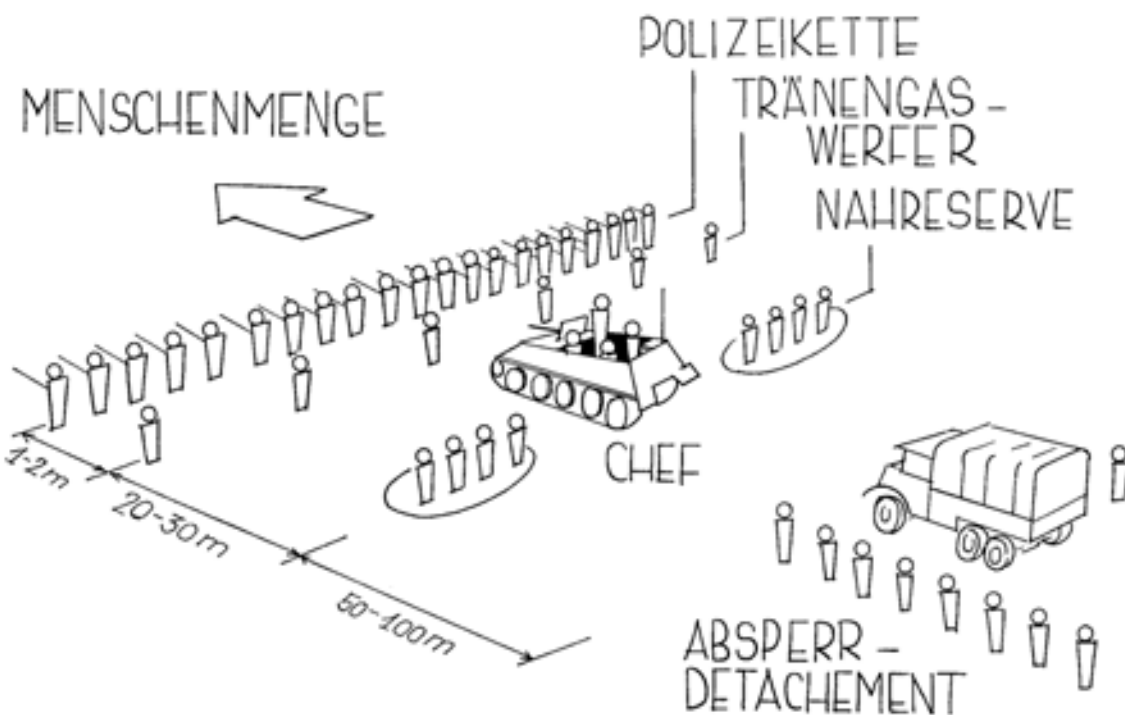 POLIZEIKETTE
TRÄNENGAS-
WERFER
NAHRESERVE
MENSCHENMENGE
CHEF
1-2m
20-30m
50-100m
ABSPERR-
DETACHEMENT